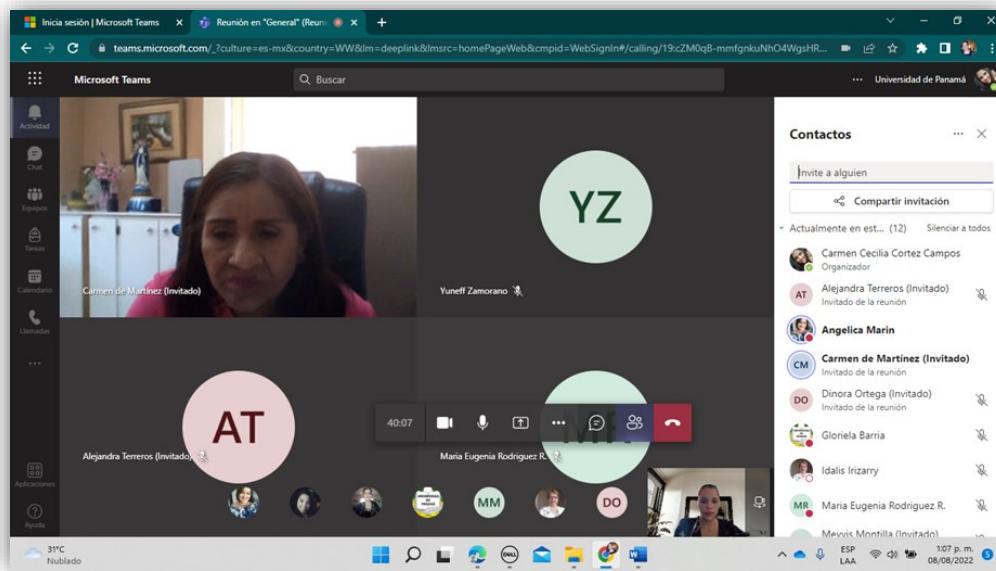 Inicia sesión | Microsoft Teams
Reunión en "General" (Reuni
teams.microsoft.com/_?culture=es-mx&country=WW&lm=deeplink&lmsrc=homePageWeb&cmpid=WebSignIn#/calling/19:cZM0qB-mmfgnkuNhO4WgsHR...
Microsoft Teams
Buscar
Universidad de Panamá
Actividad
Chat
Equipos
Tareas
Calendario
Llamadas
Aplicaciones
Ayuda
Carmen de Martínez (Invitado)
YZ
Yuneff Zamorano
AT
Alejandra Terreros (Invitado)
Maria Eugenia Rodriguez R.
40:07
MM
DO
Contactos
Invite a alguien
Compartir invitación
Actualmente en est... (12) Silenciar a todos
Carmen Cecilia Cortez Campos
Organizador
AT
Alejandra Terreros (Invitado)
Invitado de la reunión
Angelica Marin
CM
Carmen de Martínez (Invitado)
Invitado de la reunión
DO
Dinora Ortega (Invitado)
Invitado de la reunión
Gloriela Barria
Idalis Irizarry
MR
Maria Eugenia Rodriguez R.
Meyvis Montilla (Invitado)
31°C
Nublado
DELL
ESP
LAA
1:07 p. m.
08/08/2022
5